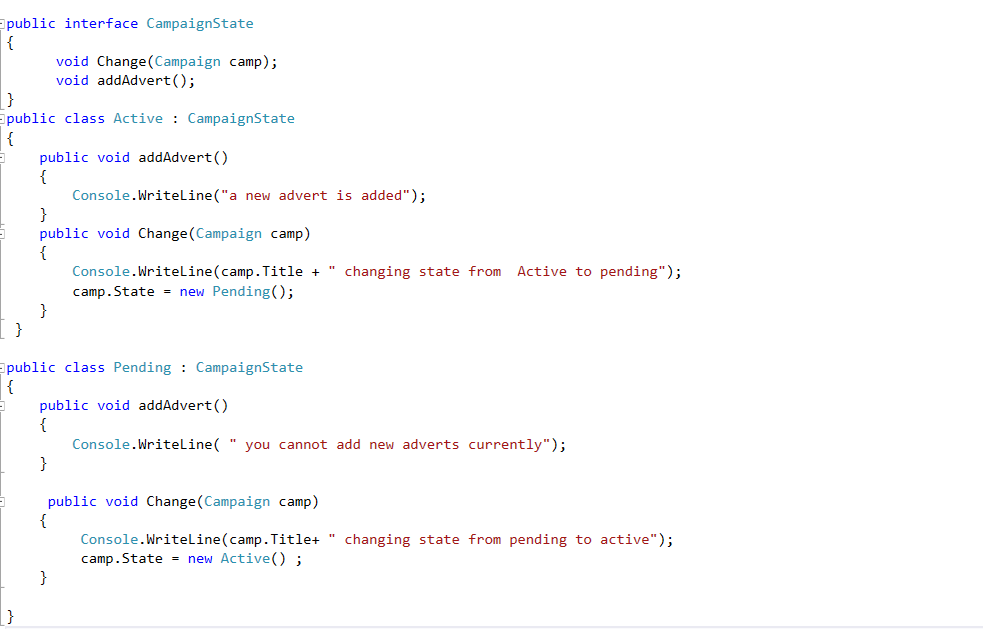 public interface CampaignState
{
void Change(Campaign camp);
void addAdvert();
}
public class Active : CampaignState
{
public void addAdvert()
{
Console.WriteLine("a new advert is added");
}
public void Change(Campaign camp)
{
Console.WriteLine(camp.Title + " changing state from  Active to pending");
camp.State = new Pending();
}
}
public class Pending : CampaignState
{
public void addAdvert()
{
Console.WriteLine( " you cannot add new adverts currently");
}
public void Change(Campaign camp)
{
Console.WriteLine(camp.Title+ " changing state from pending to active");
camp.State = new Active() ;
}
}